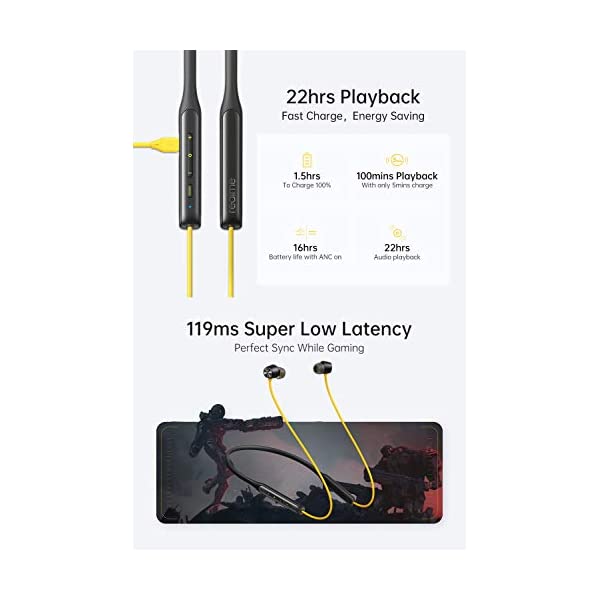 22hrs Playback
Fast Charge, Energy Saving
realme
5min
1.5hrs
To Charge 100%
100mins Playback
With only 5mins charge
16hrs
Battery life with ANC on
22hrs
Audio playback
119ms Super Low Latency
Perfect Sync While Gaming